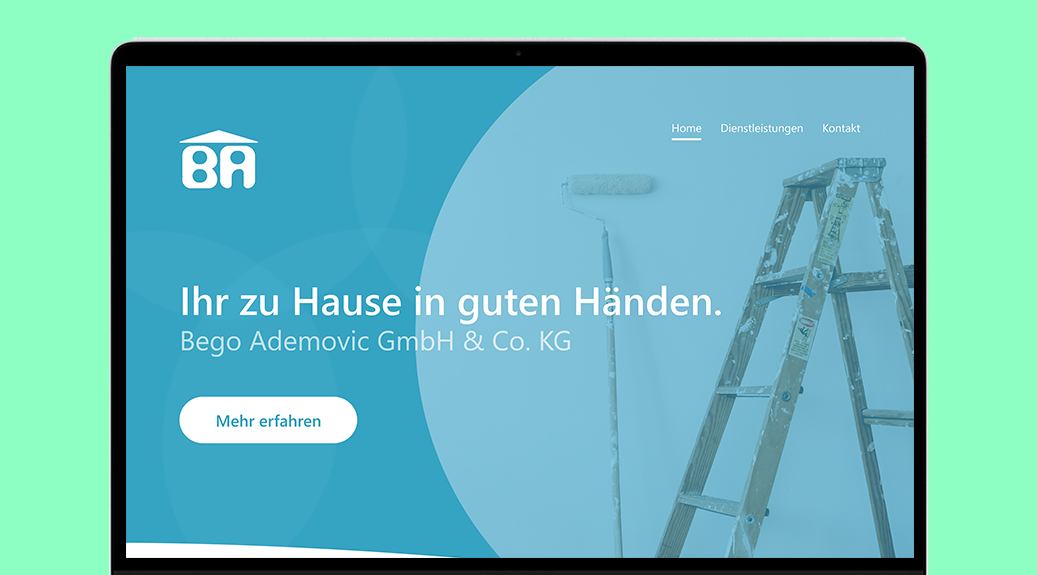 BA
Home Dienstleistungen Kontakt
Ihr zu Hause in guten Händen.
Bego Ademovic GmbH & Co. KG
Mehr erfahren